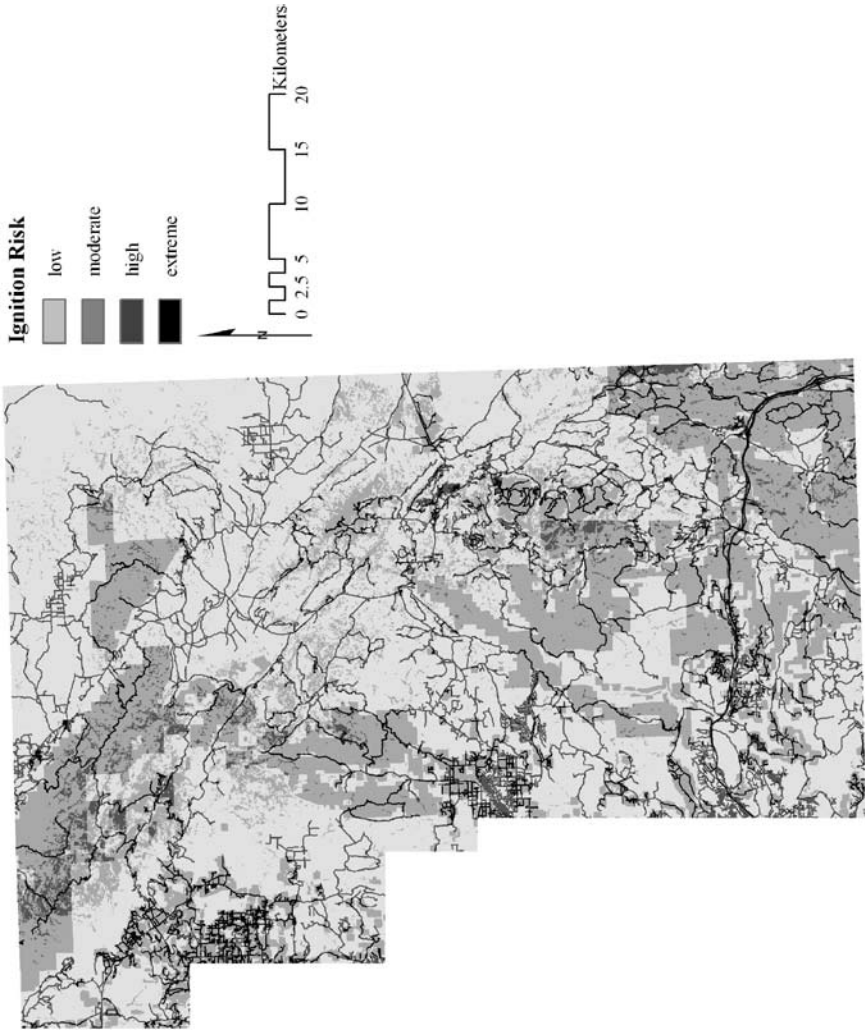 Ignition Risk
low
moderate
high
extreme
N
0 2.5 5 10 15 20
Kilometers